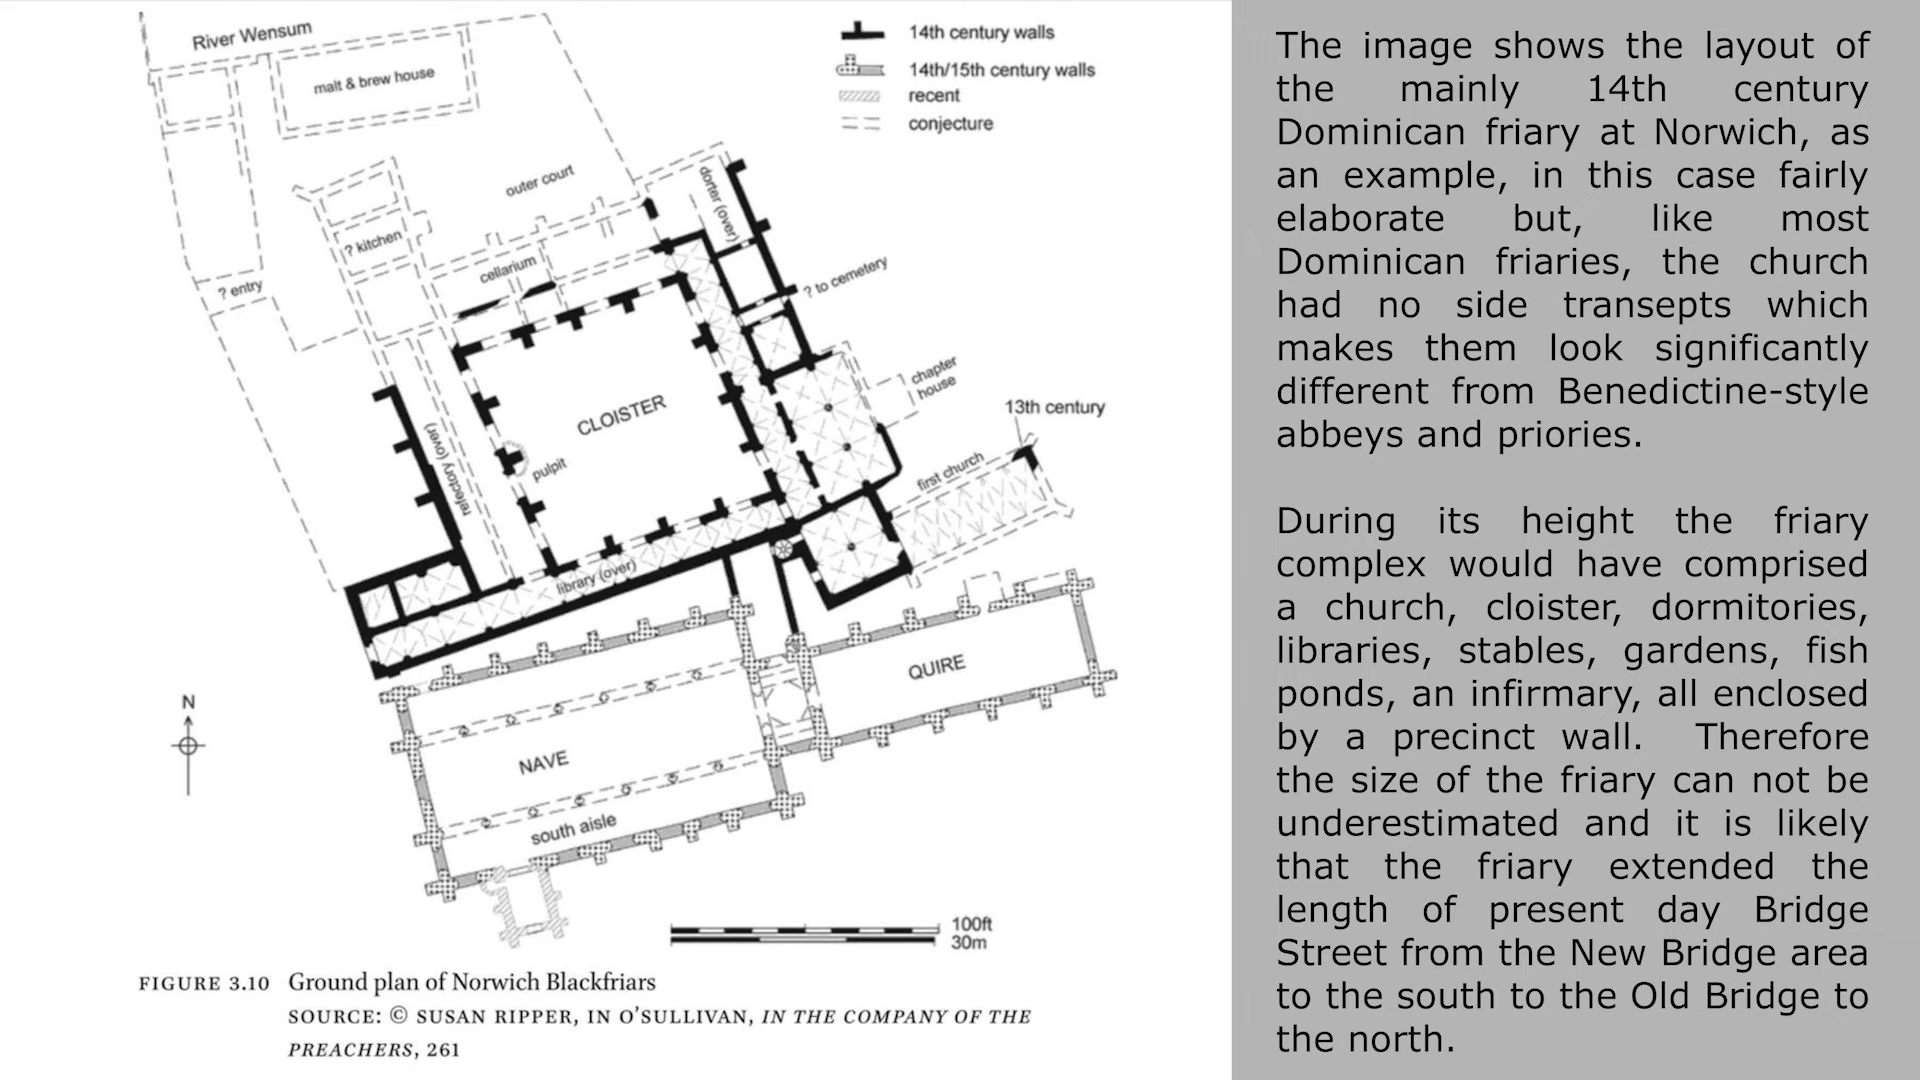 River Wensum
malt & brew house
14th century walls
14th/15th century walls
recent
conjecture
outer court
dorter (over)
? kitchen
cellarium
? to cemetery
? entry
CLOISTER
chapter
house
13th century
refectory (over)
pulpit
first church
library (over)
QUIRE
N
NAVE
south aisle
100ft
30m
FIGURE 3.10 Ground plan of Norwich Blackfriars
SOURCE: © SUSAN RIPPER, IN O'SULLIVAN, IN THE COMPANY OF THE
PREACHERS, 261
The image shows the layout of
the mainly 14th century
Dominican friary at Norwich, as
an example, in this case fairly
elaborate but, like most
Dominican friaries, the church
had no side transepts which
makes them look significantly
different from Benedictine-style
abbeys and priories.
During its height the friary
complex would have comprised
a church, cloister, dormitories,
libraries, stables, gardens, fish
ponds, an infirmary, all enclosed
by a precinct wall. Therefore
the size of the friary can not be
underestimated and it is likely
that the friary extended the
length of present day Bridge
Street from the New Bridge area
to the south to the Old Bridge to
the north.